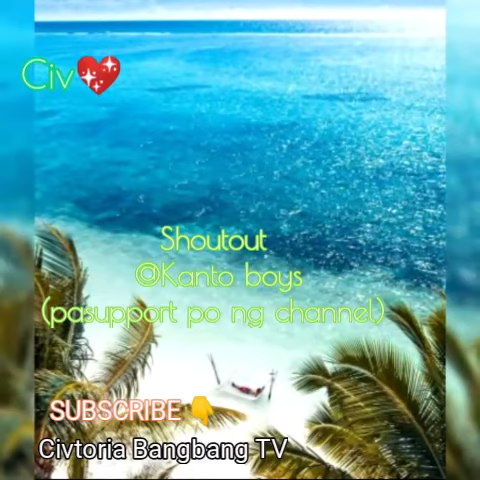 Civ💖
Shoutout
©Kanto boys
(pasupport po ng channel)
SUBSCRIBE👇
Civtoria Bangbang TV